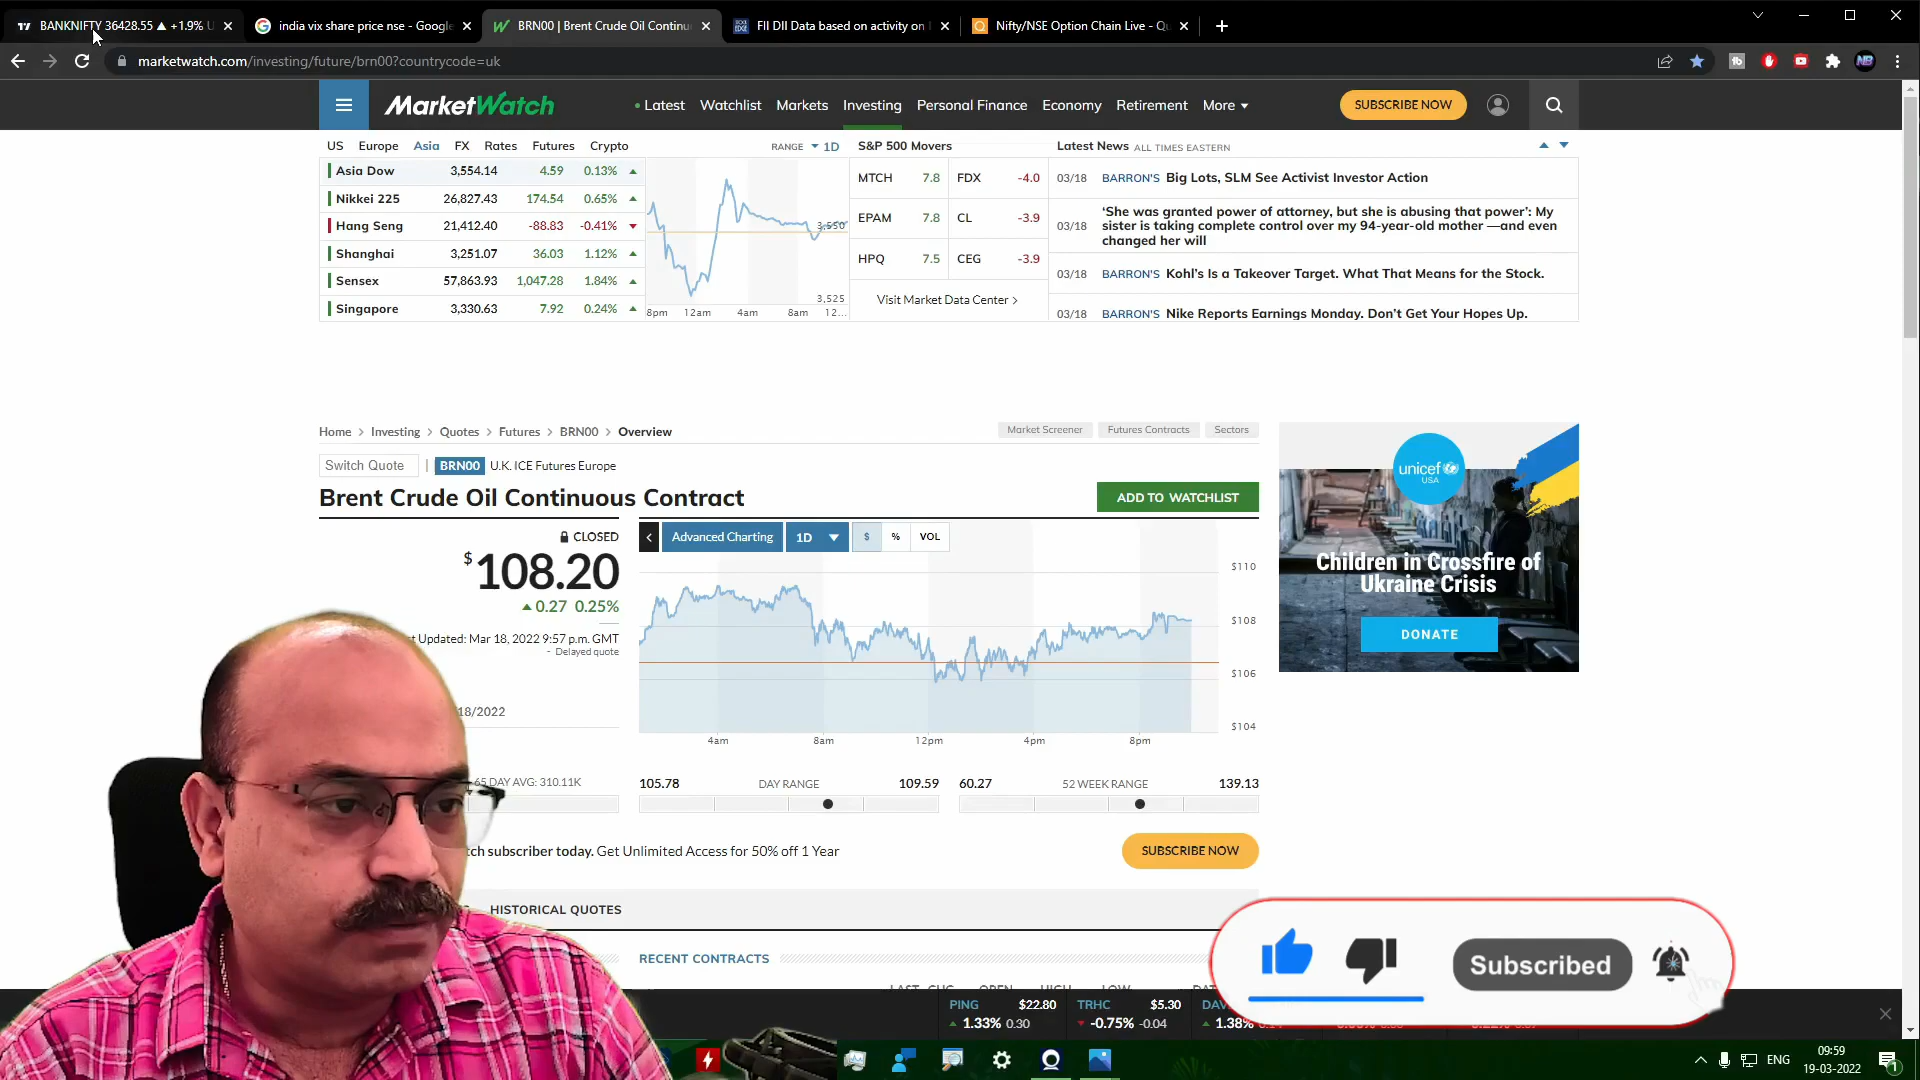 BANKNIFTY 36428.55 ▲ +1.9% U
india vix share price nse - Google
BRN00 | Brent Crude Oil Continu
FII DII Data based on activity on
Nifty/NSE Option Chain Live - Qu
marketwatch.com/investing/future/brn00?countrycode=uk
NB
MarketWatch
• Latest Watchlist Markets Investing Personal Finance Economy Retirement More
SUBSCRIBE NOW
US Europe Asia FX Rates Futures Crypto
RANGE 1D
Asia Dow 3,554.14 4.59 0.13%
Nikkei 225 26,827.43 174.54 0.65%
Hang Seng 21,412.40 -88.83 -0.41%
Shanghai 3,251.07 36.03 1.12%
Sensex 57,863.93 1,047.28 1.84%
Singapore 3,330.63 7.92 0.24%
3,550
3,525
8pm 12am 4am 8am 12...
S&P 500 Movers
MTCH 7.8 FDX -4.0
EPAM 7.8 CL -3.9
HPQ 7.5 CEG -3.9
Visit Market Data Center >
Latest News ALL TIMES EASTERN
03/18 BARRON'S Big Lots, SLM See Activist Investor Action
03/18 ‘She was granted power of attorney, but she is abusing that power’: My
sister is taking complete control over my 94-year-old mother —and even
changed her will
03/18 BARRON'S Kohl’s Is a Takeover Target. What That Means for the Stock.
03/18 BARRON'S Nike Reports Earnings Monday. Don’t Get Your Hopes Up.
Home > Investing > Quotes > Futures > BRN00 > Overview
Market Screener Futures Contracts Sectors
Switch Quote | BRN00 U.K. ICE Futures Europe
Brent Crude Oil Continuous Contract
ADD TO WATCHLIST
CLOSED
$108.20
▲ 0.27 0.25%
t Updated: Mar 18, 2022 9:57 p.m. GMT
- Delayed quote
18/2022
65 DAY AVG: 310.11K
< Advanced Charting 1D $ % VOL
$110
$108
$106
$104
4am 8am 12pm 4pm 8pm
105.78 DAY RANGE 109.59
60.27 52 WEEK RANGE 139.13
tch subscriber today. Get Unlimited Access for 50% off 1 Year
SUBSCRIBE NOW
HISTORICAL QUOTES
RECENT CONTRACTS
unicef
USA
Children in Crossfire of
Ukraine Crisis
DONATE
Subscribed
PING $22.80
1.33% 0.30
TRHC $5.30
-0.75% -0.04
DAV
1.38%
ENG
09:59
19-03-2022
1